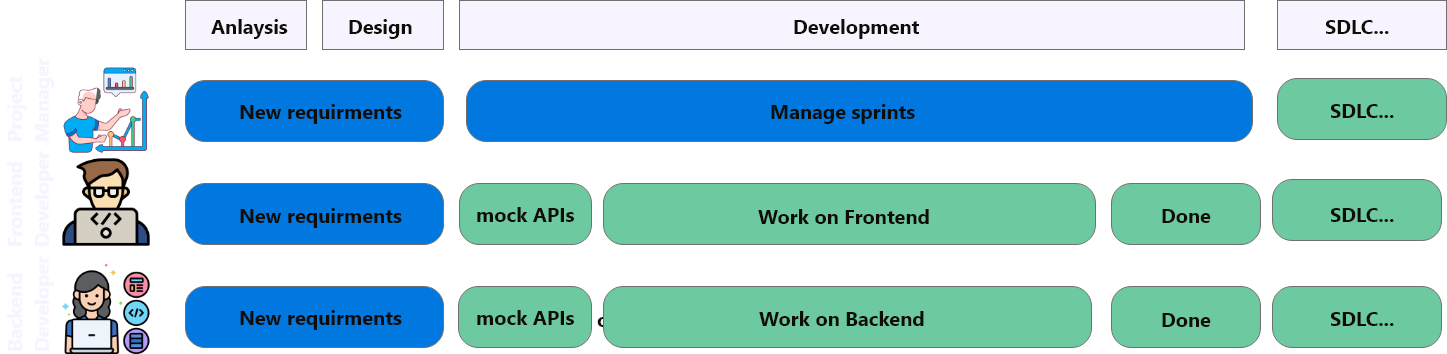 Anlaysis
Design
Development
SDLC...
Project
Manager
New requirments
Manage sprints
SDLC...
Frontend
Developer
New requirments
mock APIs
Work on Frontend
Done
SDLC...
Backend
Developer
New requirments
mock APIs
Work on Backend
Done
SDLC...